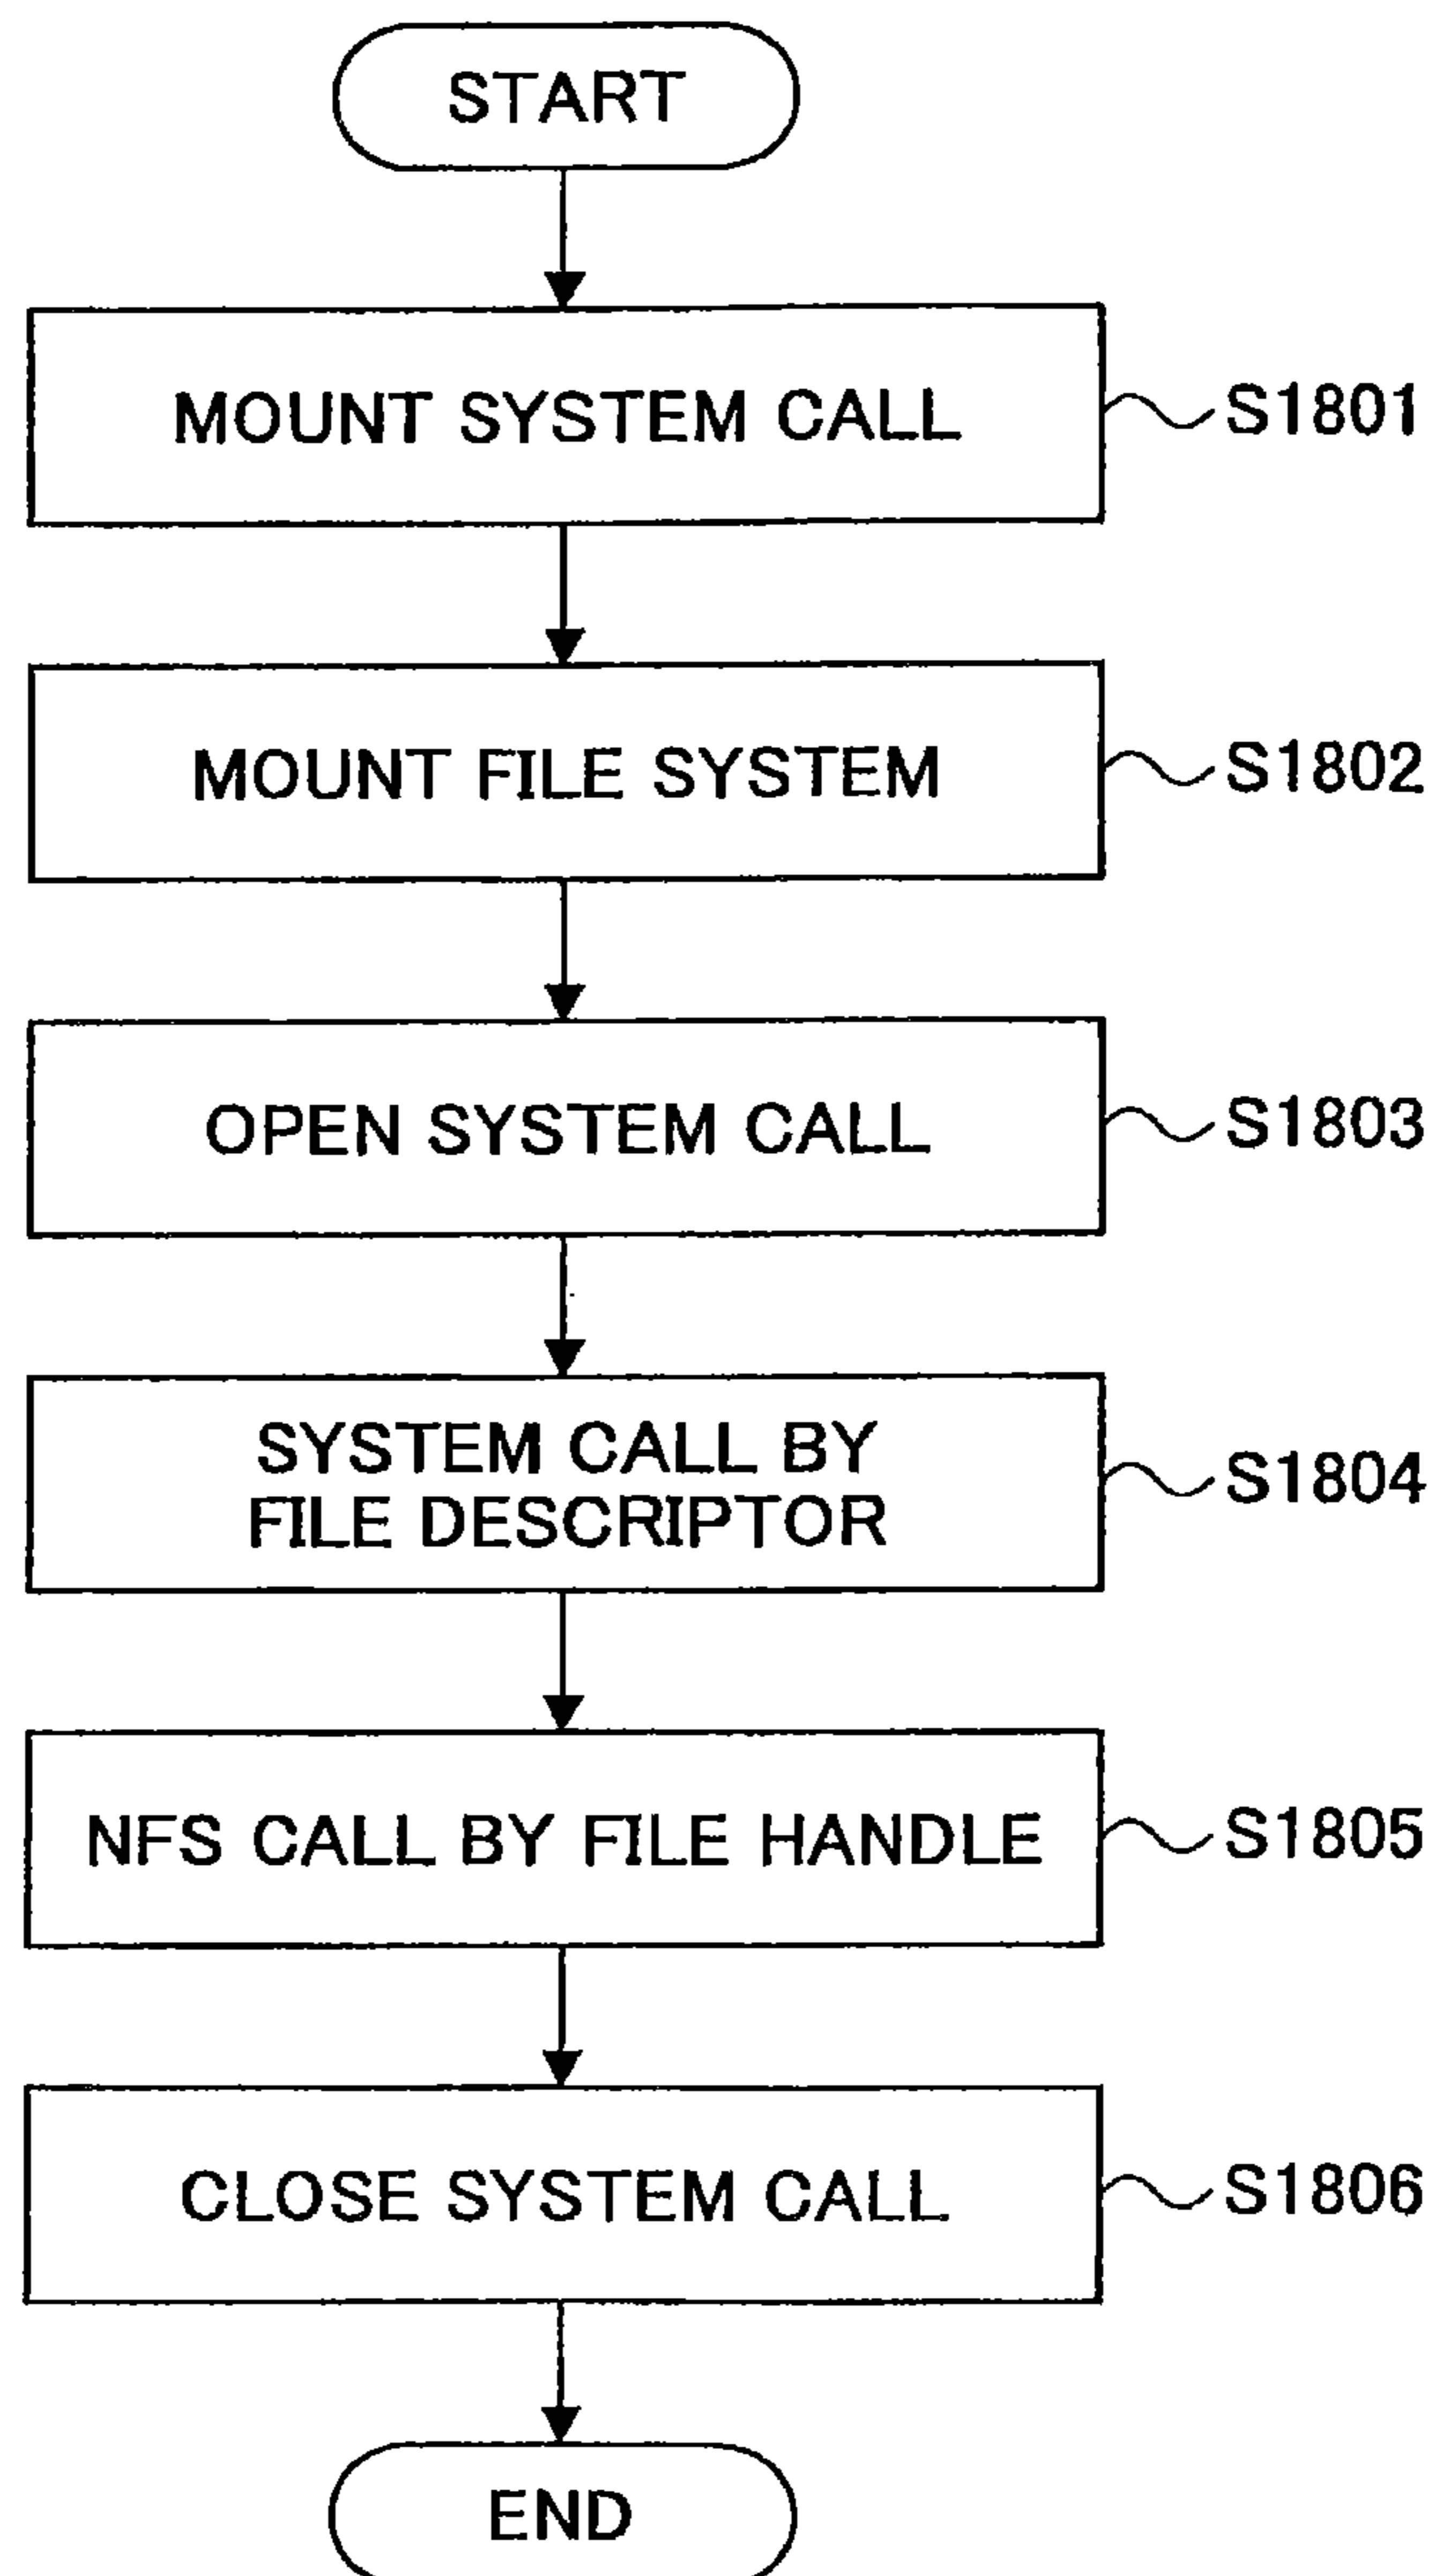 START
MOUNT SYSTEM CALL
S1801
MOUNT FILE SYSTEM
S1802
OPEN SYSTEM CALL
S1803
SYSTEM CALL BY
FILE DESCRIPTOR
S1804
NFS CALL BY FILE HANDLE
S1805
CLOSE SYSTEM CALL
S1806
END